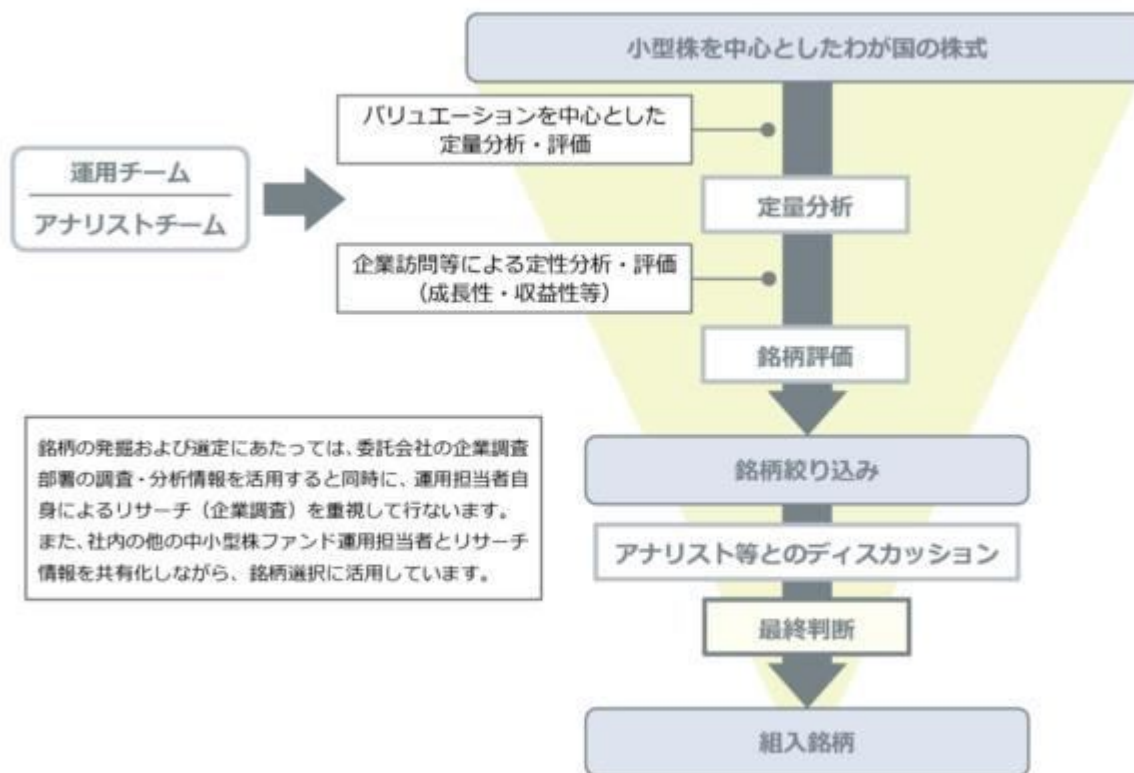 小型株を中心としたわが国の株式
バリュエーションを中心とした
定量分析・評価
運用チーム
アナリストチーム
定量分析
企業訪問等による定性分析・評価
（成長性・収益性等）
銘柄評価
銘柄の発掘および選定にあたっては、委託会社の企業調査
部署の調査・分析情報を活用すると同時に、運用担当者自
身によるリサーチ（企業調査）を重視して行ないます。
また、社内の他の中小型株ファンド運用担当者とリサーチ
情報を共有化しながら、銘柄選択に活用しています。
銘柄絞り込み
アナリスト等とのディスカッション
最終判断
組入銘柄